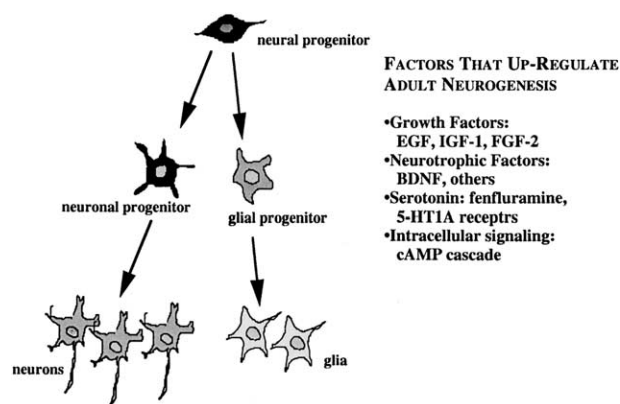 neural progenitor
neuronal progenitor
glial progenitor
neurons
glia
FACTORS THAT UP-REGULATE
ADULT NEUROGENESIS
•Growth Factors:
EGF, IGF-1, FGF-2
•Neurotrophic Factors:
BDNF, others
•Serotonin: fenfluramine,
5-HT1A receptrs
•Intracellular signaling:
cAMP cascade